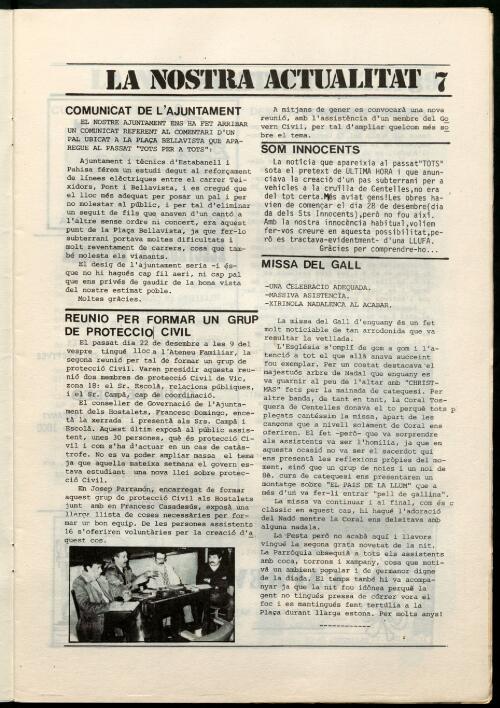 LA NOSTRA ACTUALITAT 7
COMUNICAT DE L'AJUNTAMENT
EL NOSTRE AJUNTAMENT ENS HA FET ARRIBAR
UN COMUNICAT REFERENT AL COMENTARI D'UN
PAL UBICAT A LA PLAÇA BELLAVISTA QUE APA-
REGUE AL PASSAT "TOTS PER A TOTS":
Ajuntament i tècnics d'Estabanell i
Pahisa féren un estudi degut al reforçament
de línees elèctriques entre el carrer Tei-
xidors, Pont i Bellavista, i es cregué que
el lloc més adequat per posar un pal i per
no molestar al públic, i per tal d'eliminar
un seguit de fils que anaven d'un cantó a
l'altre sense ordre ni concert, era aquest
punt de la Plaça Bellavista, ja que fer-lo
subterrani portava moltes dificultats i
molt reventament de carrers, cosa que tam-
bé molesta els vianants.
El desig de l'ajuntament seria -i és-
que no hi hagués cap fil aeri, ni cap pal
que ens privés de gaudir de la bona vista
del nostre estimat poble.
Moltes gràcies.
REUNIO PER FORMAR UN GRUP
DE PROTECCIO CIVIL
El passat dia 22 de desembre a les 9 del
vespre tingué lloc a l'Ateneu Familiar, la
segona reunió per tal de formar un grup de
protecció Civil. Varen presidir aquesta reu-
nió dos membres de protecció Civil de Vic,
zona 18: el Sr. Escolà, relacions públiques,
i el Sr. Campà, cap de coordinació.
El conseller de Governació de l'Ajunta-
ment dels Hostalets, Francesc Domingo, encé-
tà la xerrada i presentà als Srs. Campà i
Escolà. Aquest últim exposà al públic assis-
tent, unes 30 persones, què és protecció Ci-
vil i com s'ha d'actuar en un cas de catàs-
trofe. No es va poder ampliar massa el tema
ja que aquella mateixa setmana el govern es-
tava estudiant una nova llei sobre protec-
ció Civil.
En Josep Parramón, encarregat de formar
aquest grup de protecció Civil als Hostalets
junt amb en Francesc Casadesús, exposà una
llarga llista de coses necessàries per for-
mar un bon equip. De les persones assistents
16 s'oferiren voluntàries per la creació d'a
quest cos.
A mitjans de gener es convocarà una nova
reunió, amb l'assistència d'un membre del Go
vern Civil, per tal d'ampliar quelcom més so
bre el tema.
SOM INNOCENTS
La noticia que apareixia al passat"TOTS"
sota el pretext de ULTIMA HORA i que anun-
ciava la creació d'un pas subterrani per a
vehicles a la cruïlla de Centelles,no era
del tot certa.Més aviat gens!Les obres ha-
vien de començar el dia 28 de desembre(dia
dels Sts Innocents),però no fou així.
Amb la nostra innocència habitual,volíem
fer-vos creure en aquesta possibilitat,pe-
rò es tractava-evidentment- d'una LLUFA.
Gràcies per comprendre-ho...
MISSA DEL GALL
-UNA CELEBRACIO ADEQUADA.
-MASSIVA ASISTENCIA.
-XIRINOLA NADALENCA AL ACABAR.
La missa del Gall d'enguany és un fet
molt noticiable de tan arrodonida que va
resultar la vetllada.
L'Església s'omplí de gom a gom i l'a-
tenció a tot el que allà anava succeint
fou exemplar. Per un costat destacava el
majestuós arbre de Nadal que enguany es
va guarnir al peu de l'altar amb "CHRIST-
MAS" fets per la mainada de catequesi. Per
altre banda, de tant en tant, la Coral Tos-
quera de Centelles donava el to perquè tots p
plegats cantéssim la missa, apart de les
cançons que a nivell solament de Coral ens
oferiren. El fet -però- que va sorprendre
als assistents va ser l'homilia, ja que en
aquesta ocasió no va ser el sacerdot qui
ens presentà les reflexions pròpies del mo-
ment, sinó que un grup de noies i un noi de
8è. curs de catequesi ens presentaren un
montatge sobre "EL PAIS DE LA LLUM" que a
més d'un va fer-li entrar "pell de gallina".
La missa va continuar i al final, com és c
clàssic en aquest cas, hi hagué l'adoració
del Nadó mentre la Coral ens deleitava amb
alguna nadala.
La Festa però no acabà aquí i llavors
vingué la segona grata novetat de la nit.
La Parròquia obsequià a tots els assistents
amb coca, torrons i xampany, cosa que moti-
và un ambient popular i de germanor digne
de la diada. El temps també hi va acompa-
nyar ja que la nit fou idònea perquè la
gent no tingués pressa de córrer vora el
foc i es mantingués fent tertúlia a la
Plaça durant llarga estona. Per molts anys!
------------